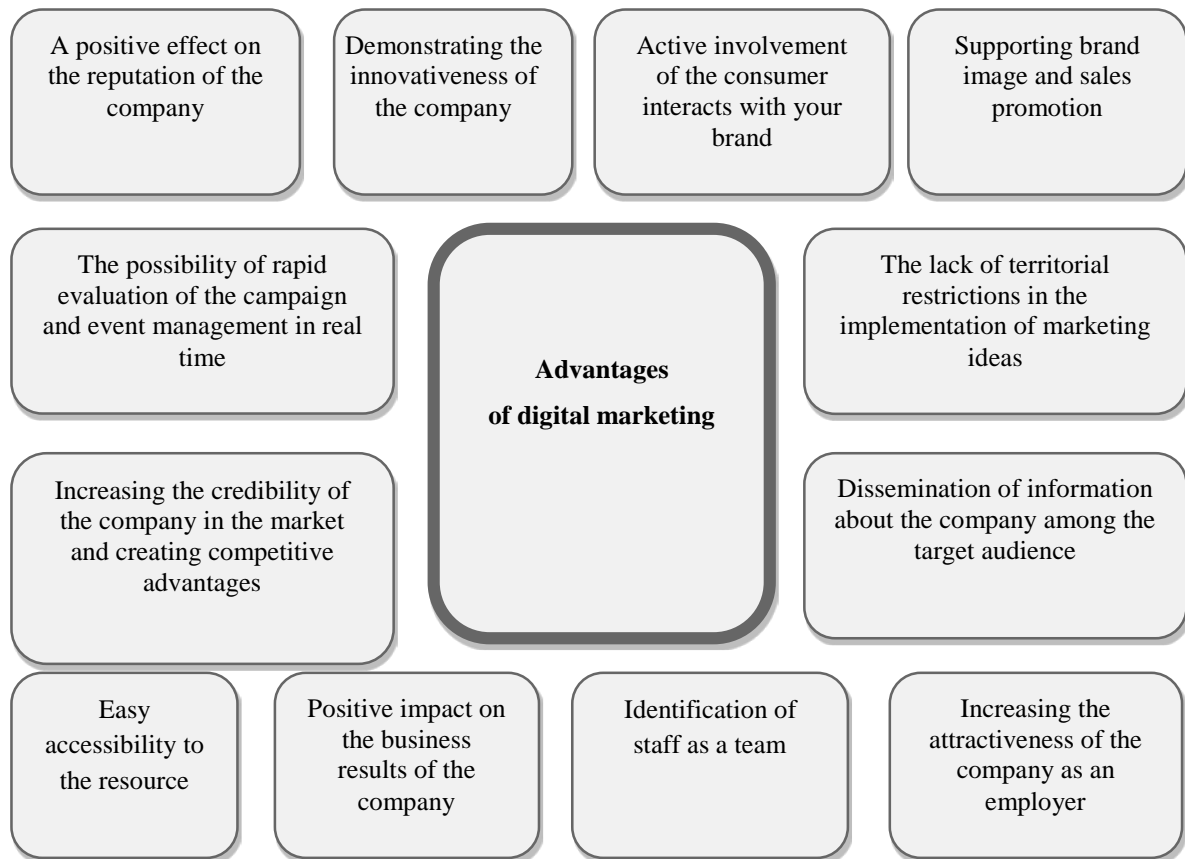 A positive effect on
the reputation of the
company
Demonstrating the
innovativeness of
the company
Active involvement
of the consumer
interacts with your
brand
Supporting brand
image and sales
promotion
The possibility of rapid
evaluation of the campaign
and event management in real
time
Advantages
of digital marketing
The lack of territorial
restrictions in the
implementation of marketing
ideas
Increasing the credibility of
the company in the market
and creating competitive
advantages
Dissemination of information
about the company among the
target audience
Easy
accessibility to
the resource
Positive impact on
the business
results of the
company
Identification of
staff as a team
Increasing the
attractiveness of the
company as an
employer